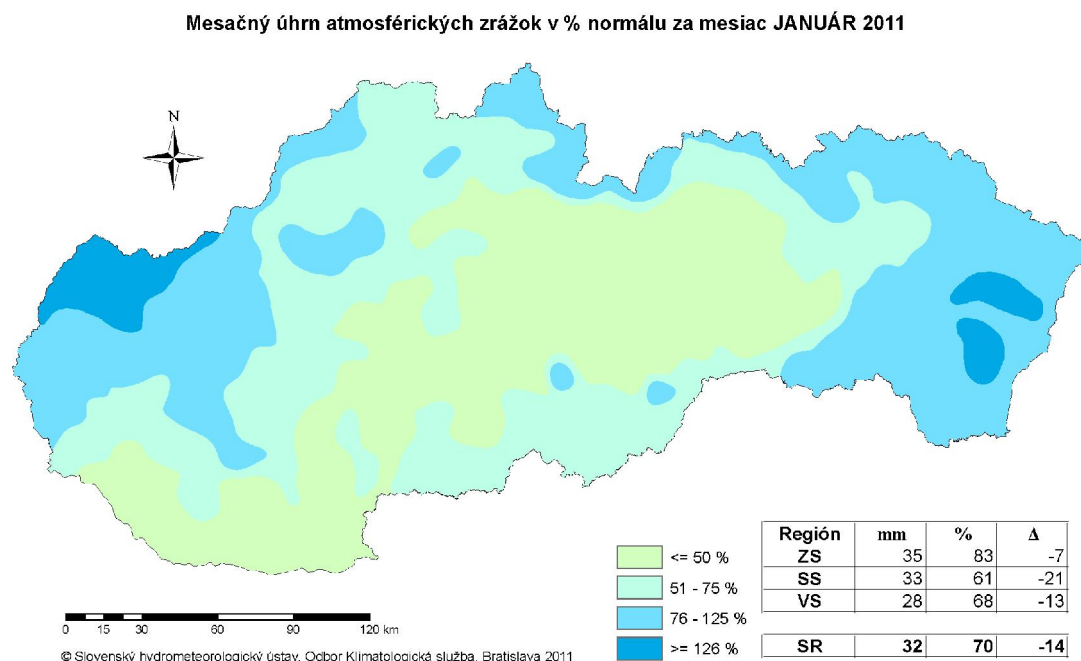 Mesačný úhrn atmosférických zrážok v % normálu za mesiac JANUÁR 2011
N
<= 50 %
51 - 75 %
76 - 125 %
>= 126 %
Región mm % Δ
ZS 35 83 -7
SS 33 61 -21
VS 28 68 -13
SR 32 70 -14
0 15 30 60 90 120 km
© Slovenský hydrometeorologický ústav, Odbor Klimatologická služba, Bratislava 2011